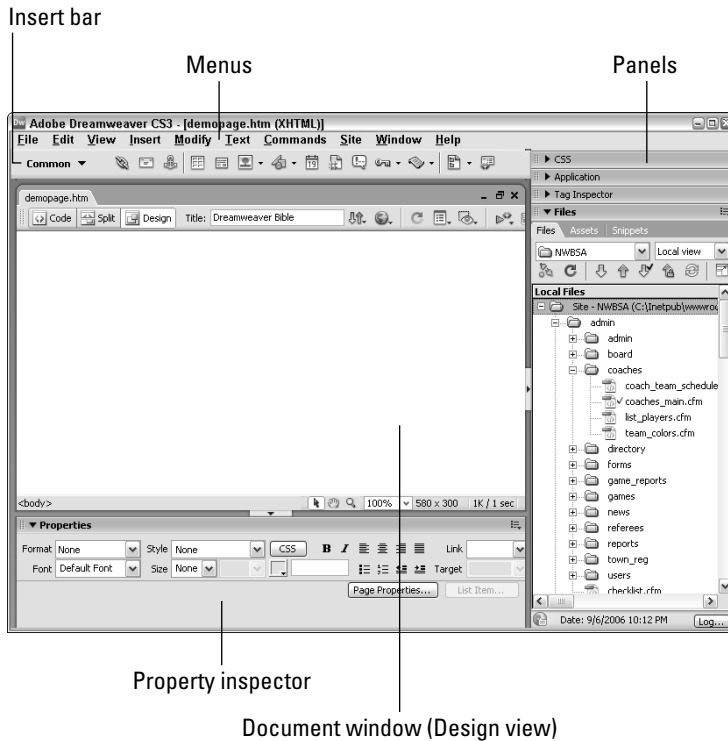 Insert bar
Menus
Panels
Dw Adobe Dreamweaver CS3 - [demopage.htm (XHTML)]
File Edit View Insert Modify Text Commands Site Window Help
Common
CSS
Application
Tag Inspector
Files
demopage.htm
Code Split Design Title: Dreamweaver Bible
Files Assets Snippets
NWBSA Local view
Local Files
Site - NWBSA (C:\Inetpub\wwwro
admin
admin
board
coaches
coach_team_schedule
coaches_main.cfm
list_players.cfm
team_colors.cfm
directory
forms
game_reports
games
news
referees
reports
town_reg
users
checklist.cfm
<body> 100% 580 x 300 1K / 1 sec
Properties
Format None Style None CSS B I Link
Font Default Font Size None Target
Page Properties... List Item...
Date: 9/6/2006 10:12 PM Log...
Property inspector
Document window (Design view)